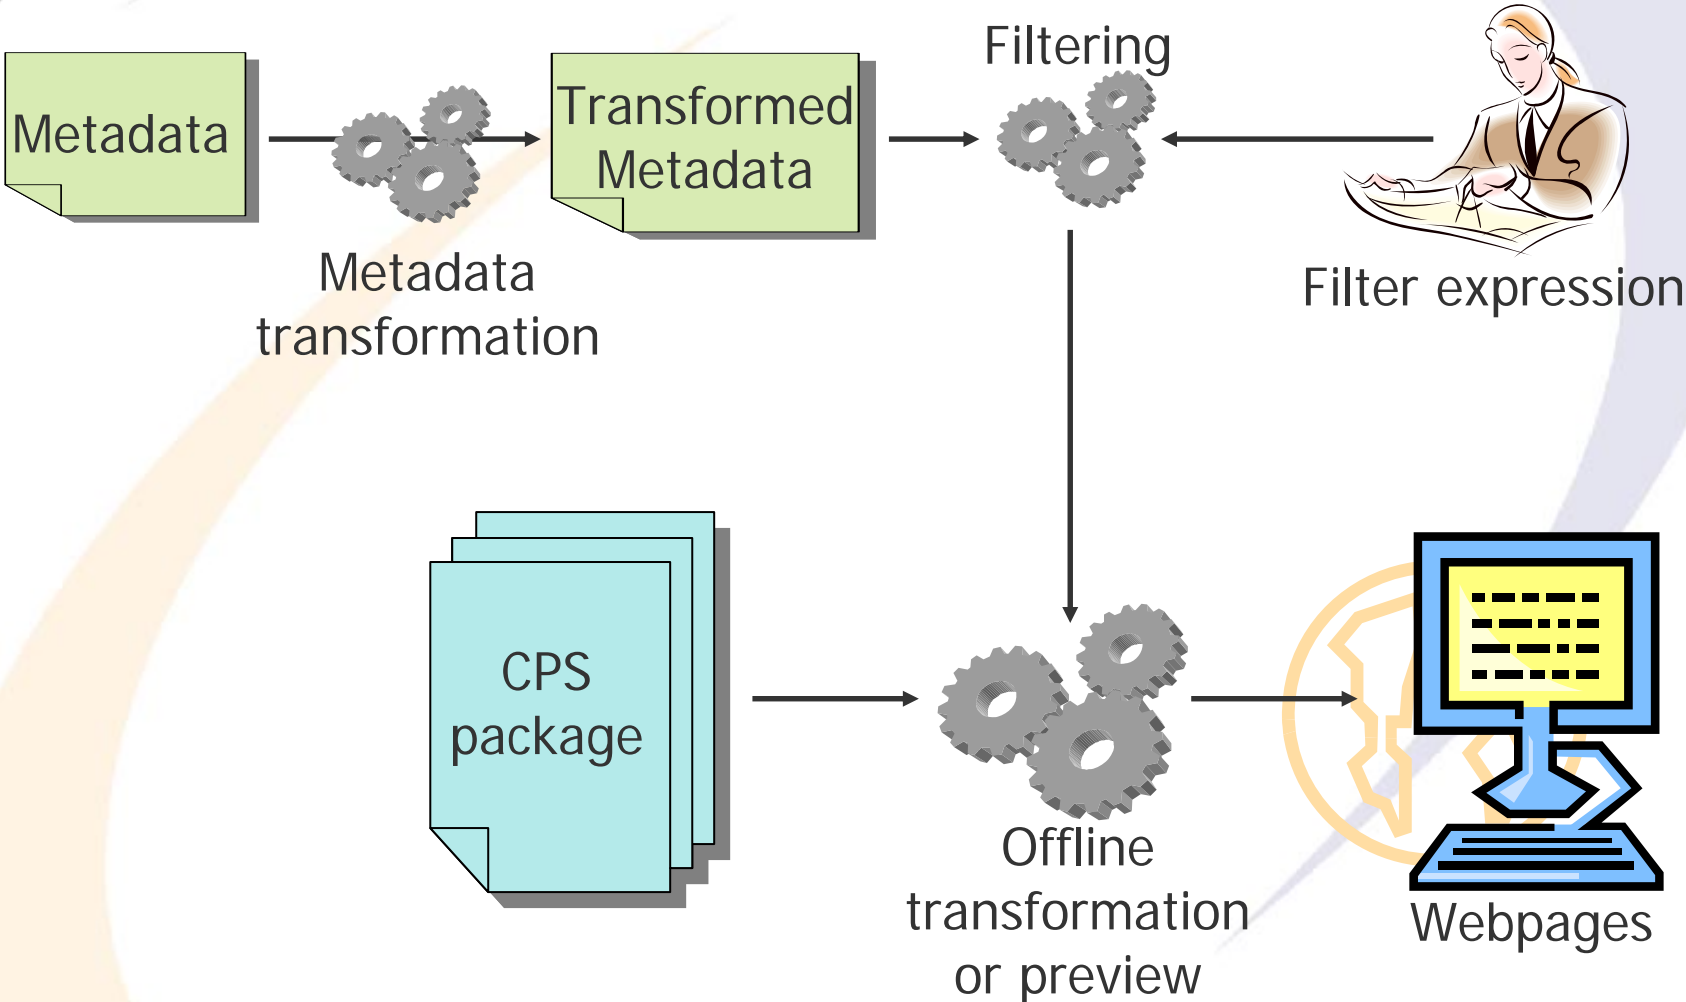 Metadata
Metadata
transformation
Transformed
Metadata
Filtering
Filter expression
CPS
package
Offline
transformation
or preview
Webpages